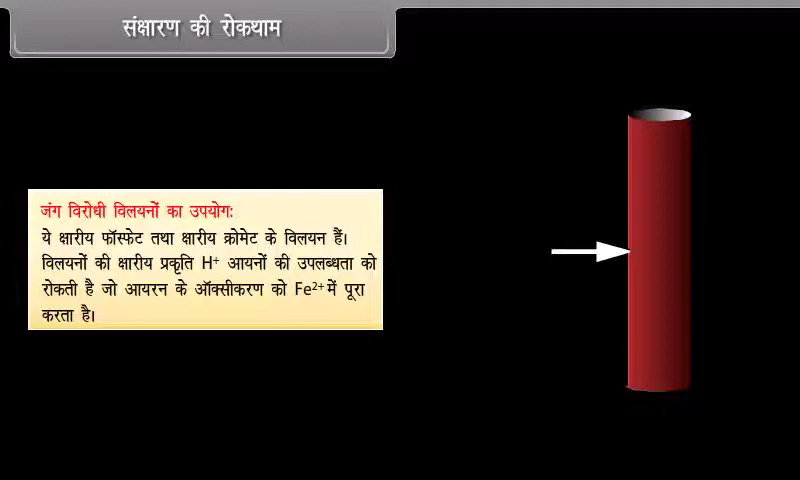 संक्षारण की रोकथाम
जंग विरोधी विलयनों का उपयोग:
ये क्षारीय फॉस्फेट तथा क्षारीय क्रोमेट के विलयन हैं।
विलयनों की क्षारीय प्रकृति H⁺ आयनों की उपलब्धता को
रोकती है जो आयरन के ऑक्सीकरण को Fe²⁺ में पूरा
करता है।